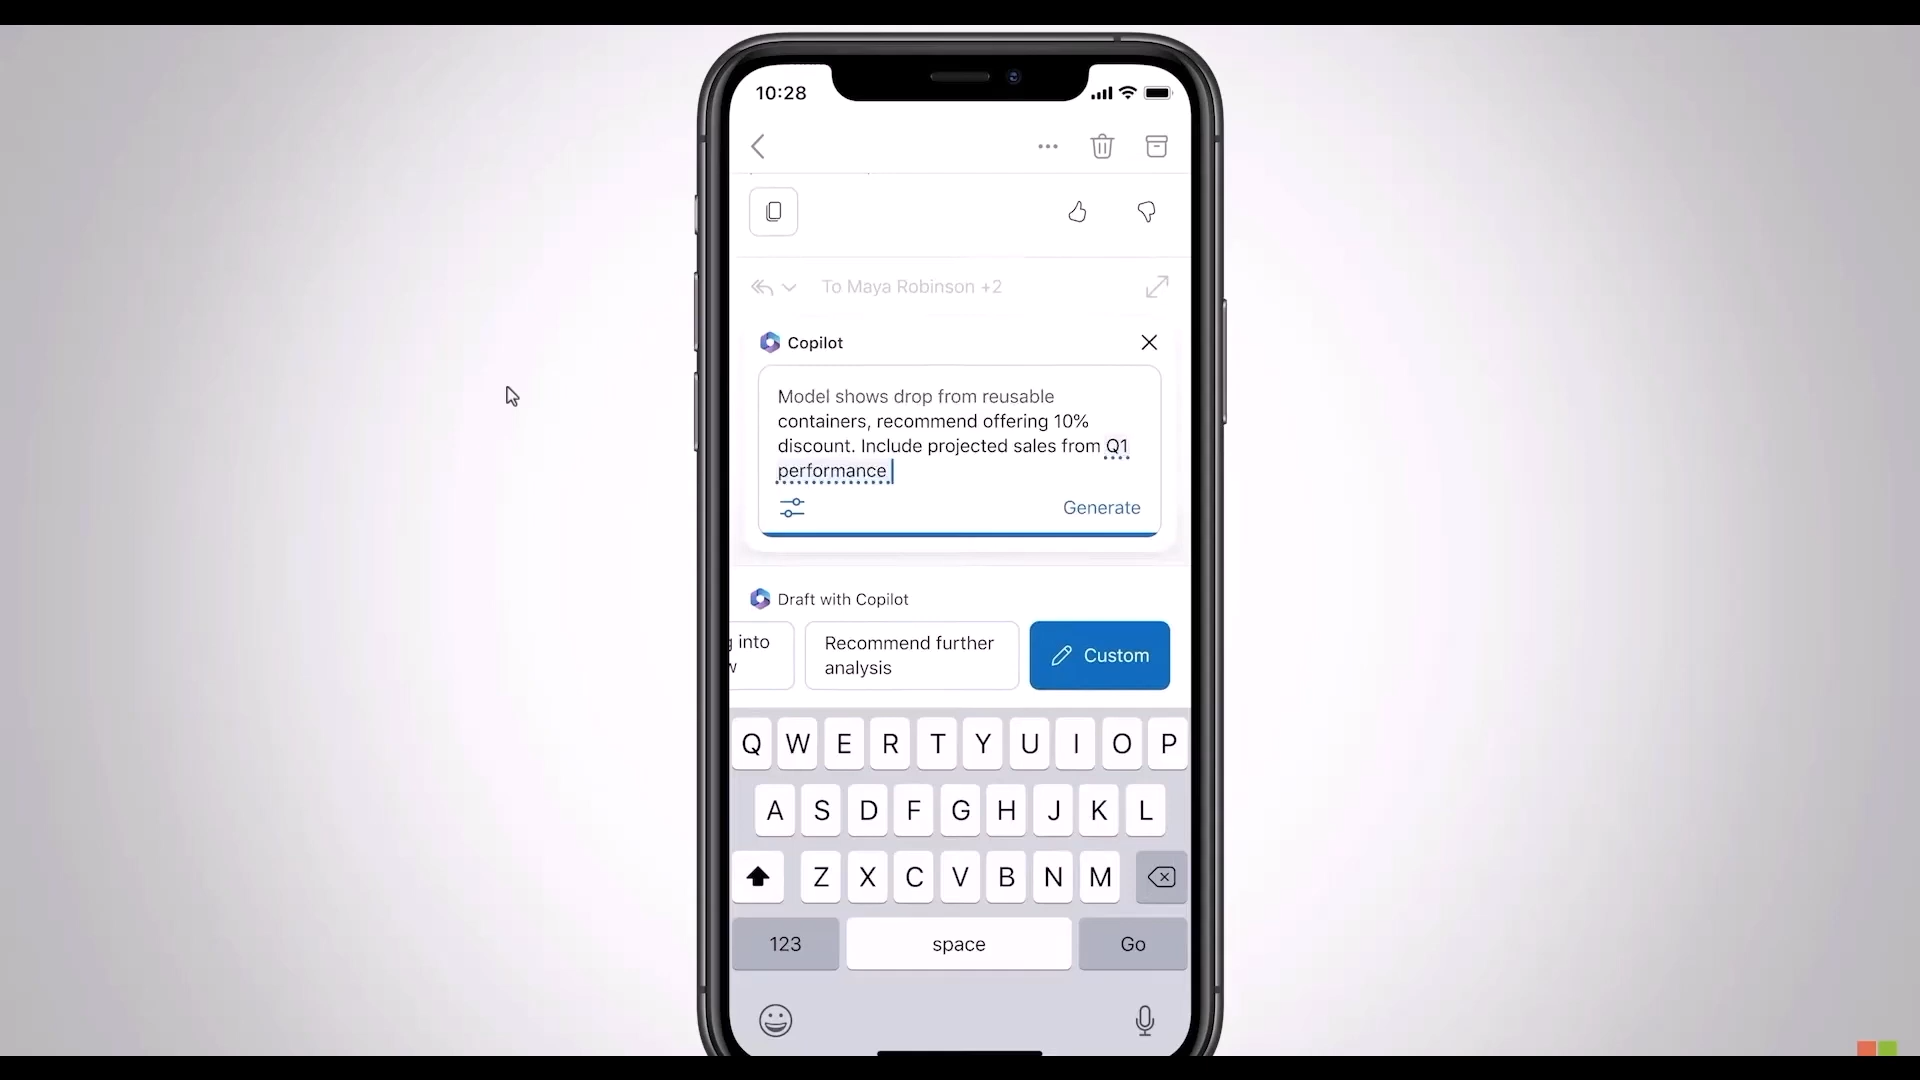 10:28
To Maya Robinson +2
Copilot
Model shows drop from reusable
containers, recommend offering 10%
discount. Include projected sales from Q1
performance
Generate
Draft with Copilot
into
Recommend further
analysis
Custom
Q W E R T Y U I O P
A S D F G H J K L
Z X C V B N M
123
space
Go